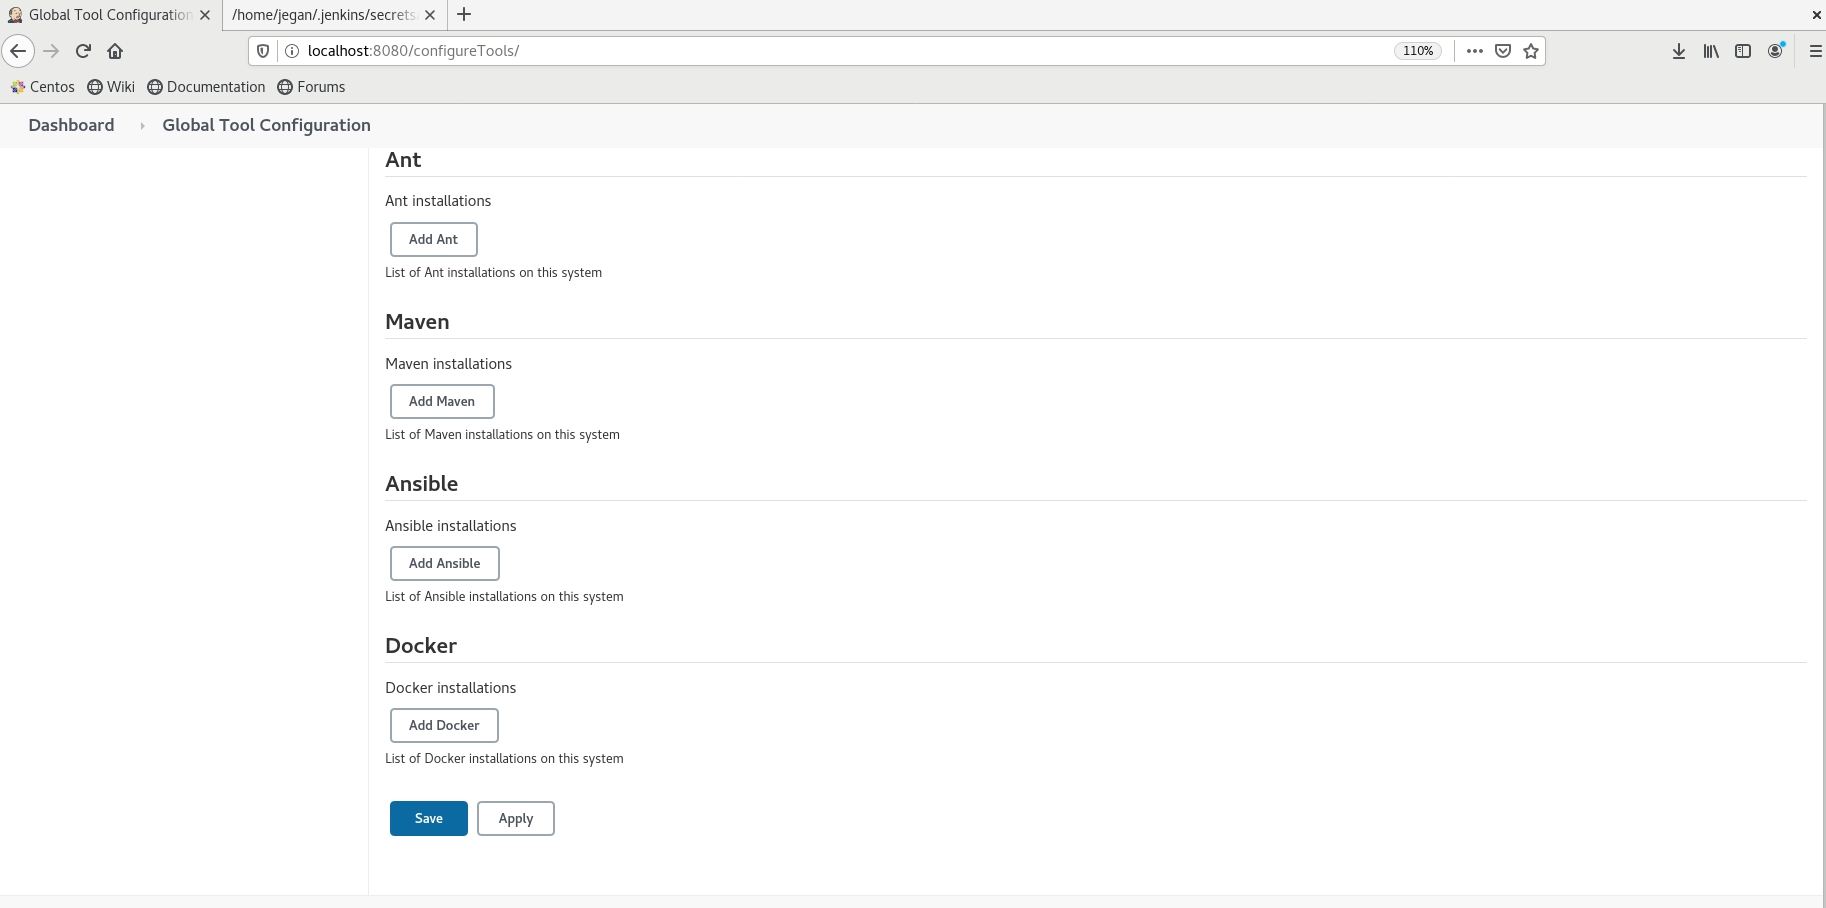 Global Tool Configuration
/home/jegan/.jenkins/secrets
localhost:8080/configureTools/
110%
Centos
Wiki
Documentation
Forums
Dashboard
Global Tool Configuration
Ant
Ant installations
Add Ant
List of Ant installations on this system
Maven
Maven installations
Add Maven
List of Maven installations on this system
Ansible
Ansible installations
Add Ansible
List of Ansible installations on this system
Docker
Docker installations
Add Docker
List of Docker installations on this system
Save
Apply